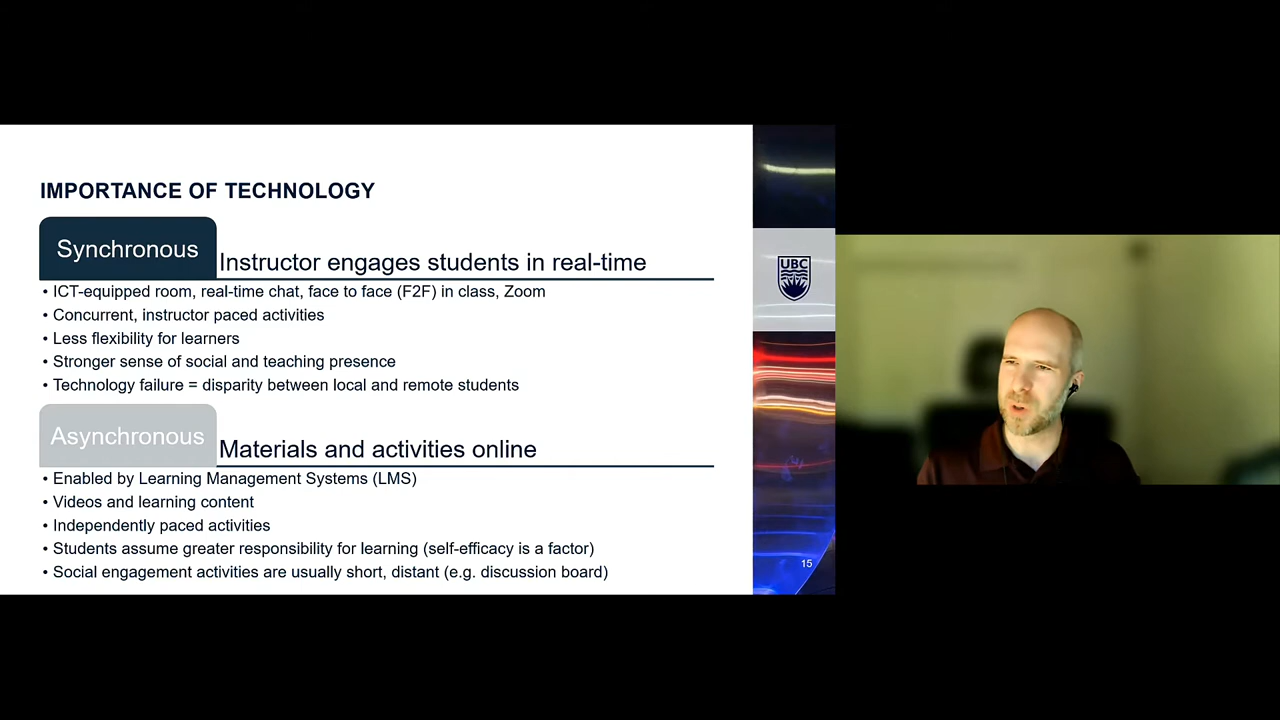 IMPORTANCE OF TECHNOLOGY
Synchronous
Instructor engages students in real-time
• ICT-equipped room, real-time chat, face to face (F2F) in class, Zoom
• Concurrent, instructor paced activities
• Less flexibility for learners
• Stronger sense of social and teaching presence
• Technology failure = disparity between local and remote students
Asynchronous
Materials and activities online
• Enabled by Learning Management Systems (LMS)
• Videos and learning content
• Independently paced activities
• Students assume greater responsibility for learning (self-efficacy is a factor)
• Social engagement activities are usually short, distant (e.g. discussion board)
UBC
15